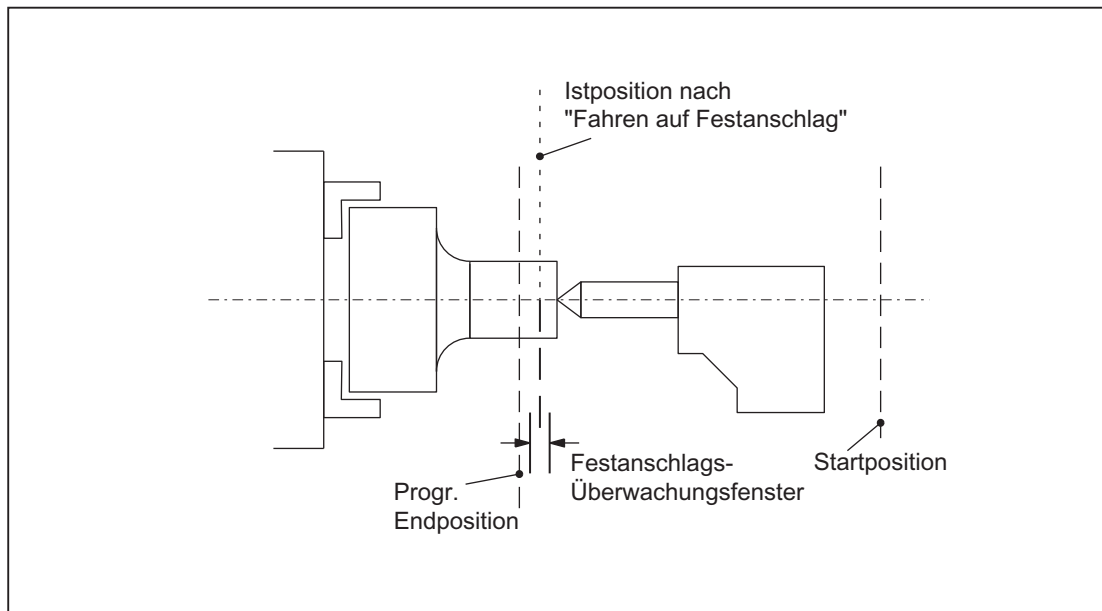 Istposition nach
"Fahren auf Festanschlag"
Festanschlags-
Überwachungsfenster
Startposition
Progr.
Endposition